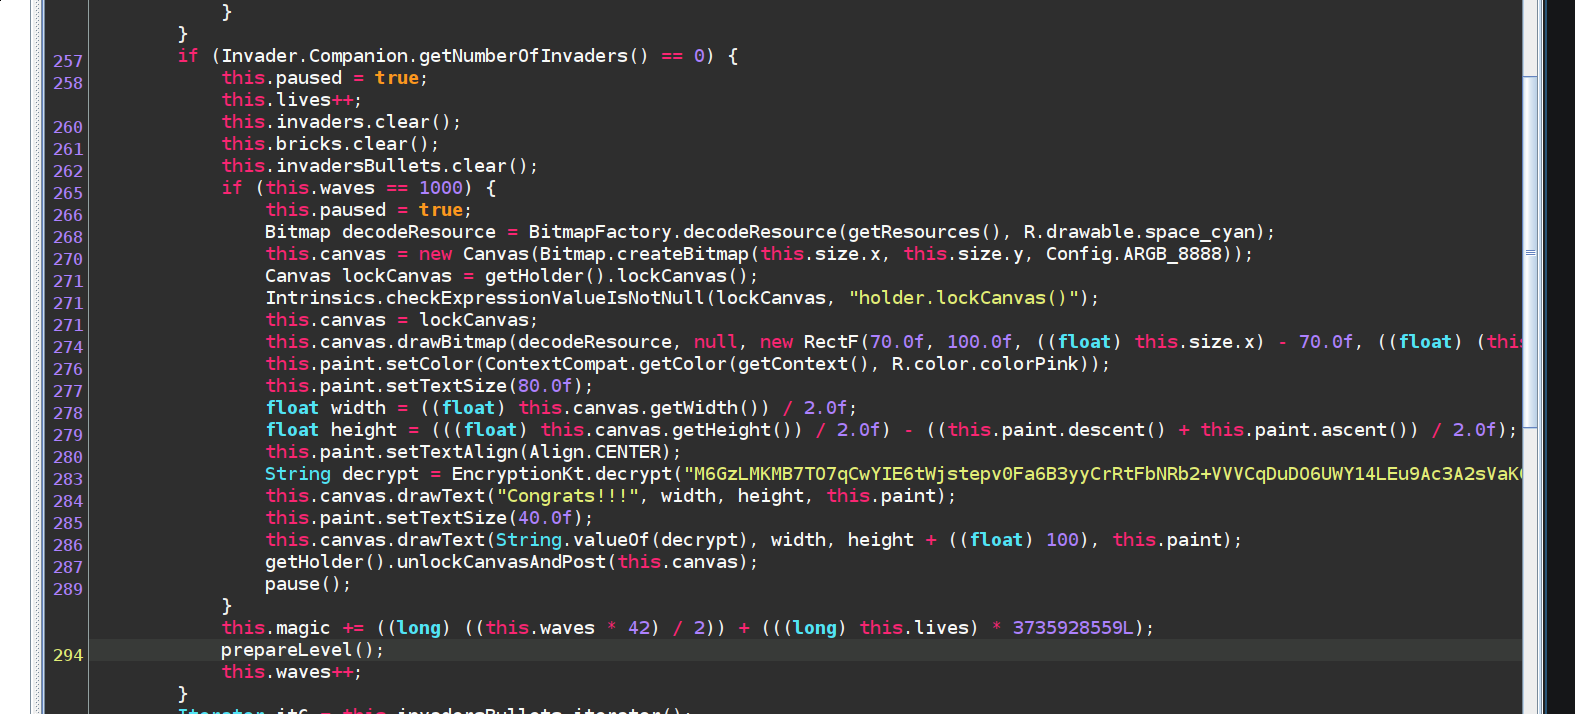 }
}
257 if (Invader.Companion.getNumberOfInvaders() == 0) {
258 this.paused = true;
this.lives++;
260 this.invaders.clear();
261 this.bricks.clear();
262 this.invadersBullets.clear();
265 if (this.waves == 1000) {
266 this.paused = true;
268 Bitmap decodeResource = BitmapFactory.decodeResource(getResources(), R.drawable.space_cyan);
270 this.canvas = new Canvas(Bitmap.createBitmap(this.size.x, this.size.y, Config.ARGB_8888));
271 Canvas lockCanvas = getHolder().lockCanvas();
271 Intrinsics.checkExpressionValueIsNotNull(lockCanvas, "holder.lockCanvas()");
271 this.canvas = lockCanvas;
274 this.canvas.drawBitmap(decodeResource, null, new RectF(70.0f, 100.0f, ((float) this.size.x) - 70.0f, ((float) (this
276 this.paint.setColor(ContextCompat.getColor(getContext(), R.color.colorPink));
277 this.paint.setTextSize(80.0f);
278 float width = ((float) this.canvas.getWidth()) / 2.0f;
279 float height = (((float) this.canvas.getHeight()) / 2.0f) - ((this.paint.descent() + this.paint.ascent()) / 2.0f);
280 this.paint.setTextAlign(Align.CENTER);
283 String decrypt = EncryptionKt.decrypt("M6GzLMKMB7TO7qCwYIE6tWjstepv0Fa6B3yyCrRtFbNRb2+VVVCqDuDO6UWY14LEu9Ac3A2sVaK
284 this.canvas.drawText("Congrats!!!", width, height, this.paint);
285 this.paint.setTextSize(40.0f);
286 this.canvas.drawText(String.valueOf(decrypt), width, height + ((float) 100), this.paint);
287 getHolder().unlockCanvasAndPost(this.canvas);
289 pause();
}
this.magic += ((long) ((this.waves * 42) / 2)) + (((long) this.lives) * 3735928559L);
294 prepareLevel();
this.waves++;
}